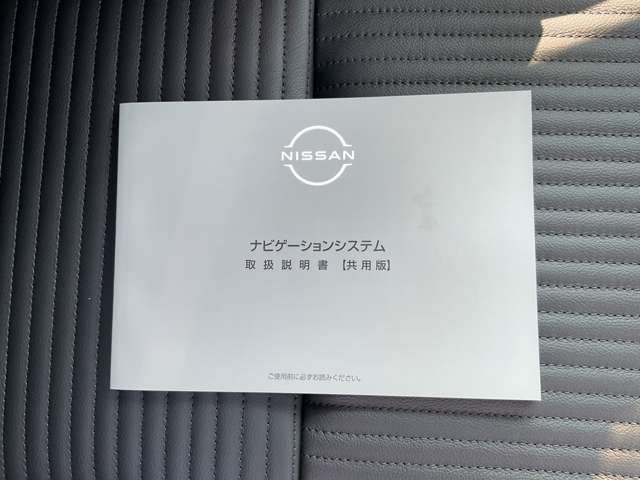 NISSAN
ナビゲーションシステム
取扱説明書【共用版】
ご使用前に必ずお読みください。